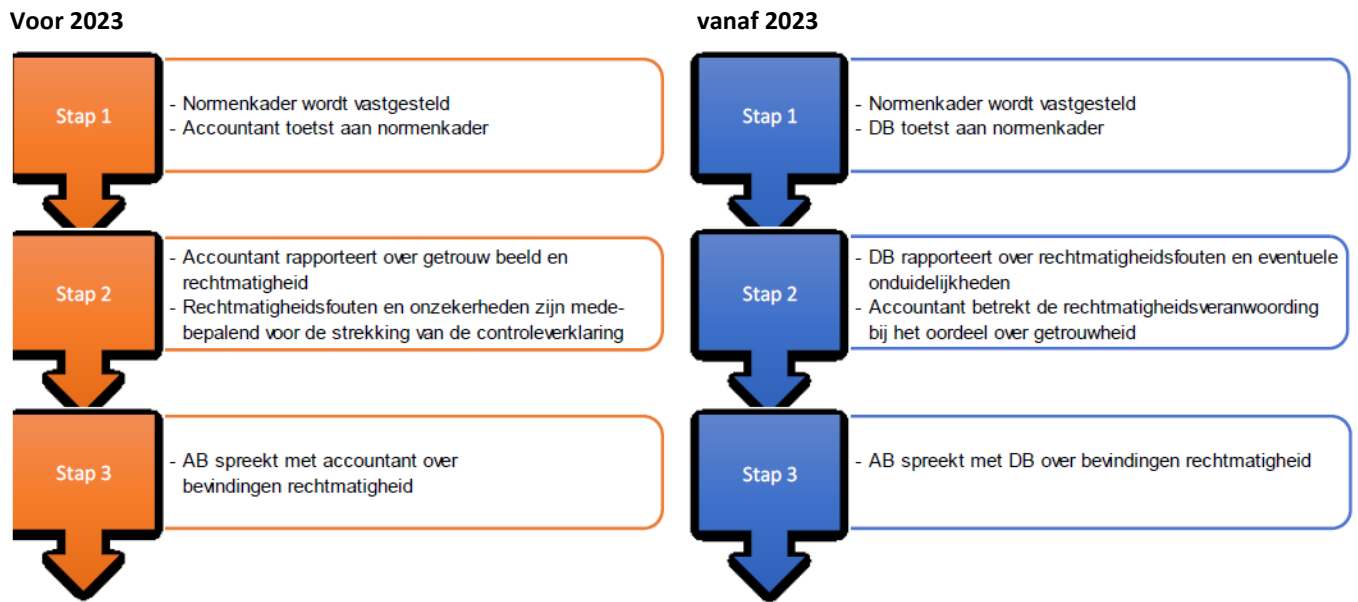 Voor 2023
Stap 1
- Normenkader wordt vastgesteld
- Accountant toetst aan normenkader
Stap 2
- Accountant rapporteert over getrouw beeld en
rechtmatigheid
- Rechtmatigheidsfouten en onzekerheden zijn mede-
bepalend voor de strekking van de controleverklaring
Stap 3
- AB spreekt met accountant over
bevindingen rechtmatigheid
vanaf 2023
Stap 1
- Normenkader wordt vastgesteld
- DB toetst aan normenkader
Stap 2
- DB rapporteert over rechtmatigheidsfouten en eventuele
onduidelijkheden
- Accountant betrekt de rechtmatigheidsveranwoording
bij het oordeel over getrouwheid
Stap 3
- AB spreekt met DB over bevindingen rechtmatigheid